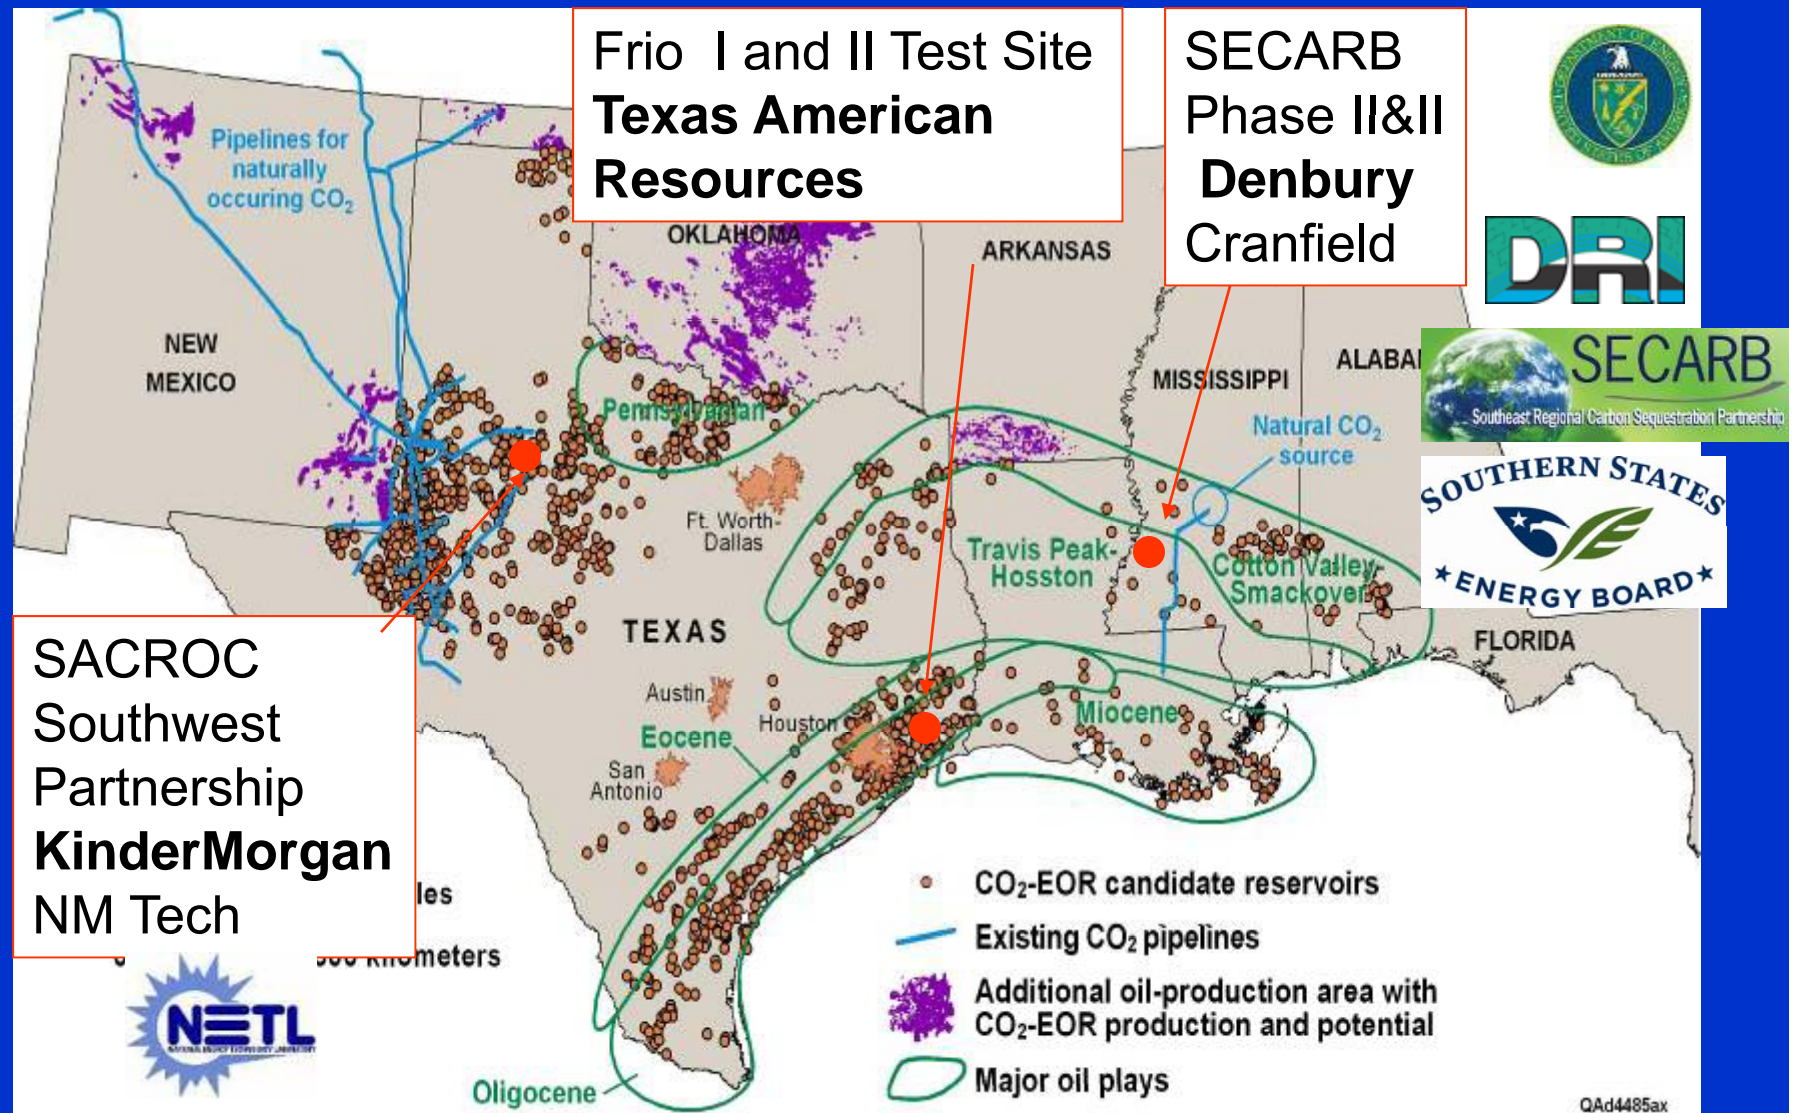 Frio I and II Test Site
Texas American
Resources
SECARB
Phase II&II
Denbury
Cranfield
Pipelines for
naturally
occuring CO₂
OKLAHOMA
ARKANSAS
DRI
NEW
MEXICO
MISSISSIPPI
ALABA
SECARB
Southeast Regional Carbon Sequestration Partnership
Pennsylvanian
Natural CO₂
source
SOUTHERN STATES
ENERGY BOARD
Ft. Worth-
Dallas
Travis Peak-
Hosston
Cotton Valley-
Smackover
TEXAS
FLORIDA
SACROC
Southwest
Partnership
KinderMorgan
NM Tech
Austin
Houston
Eocene
Miocene
San
Antonio
les
kilometers
NETL
CO₂-EOR candidate reservoirs
Existing CO₂ pipelines
Additional oil-production area with
CO₂-EOR production and potential
Major oil plays
Oligocene
QAd4485ax